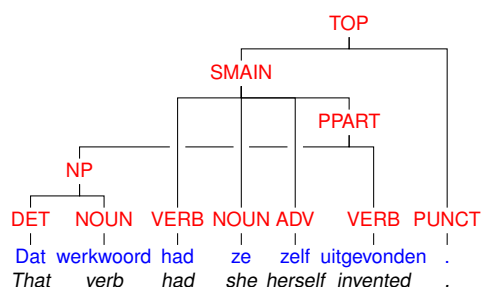 TOP
SMAIN
PPART
NP
DET NOUN VERB NOUN ADV VERB PUNCT
Dat werkwoord had ze zelf uitgevonden .
That verb had she herself invented .